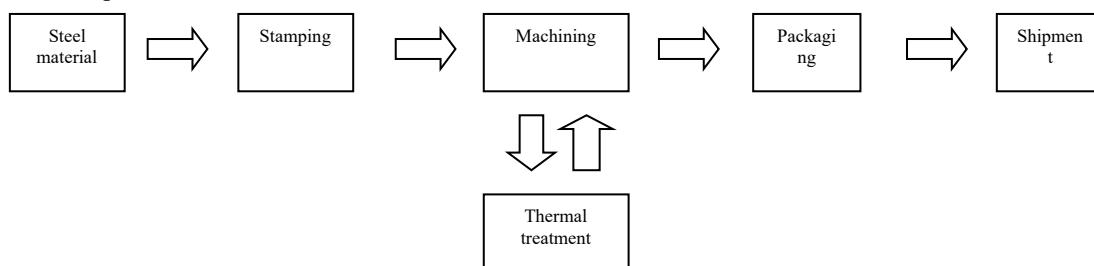 Steel
material
Stamping
Machining
Packagi
ng
Shipmen
t
Thermal
treatment